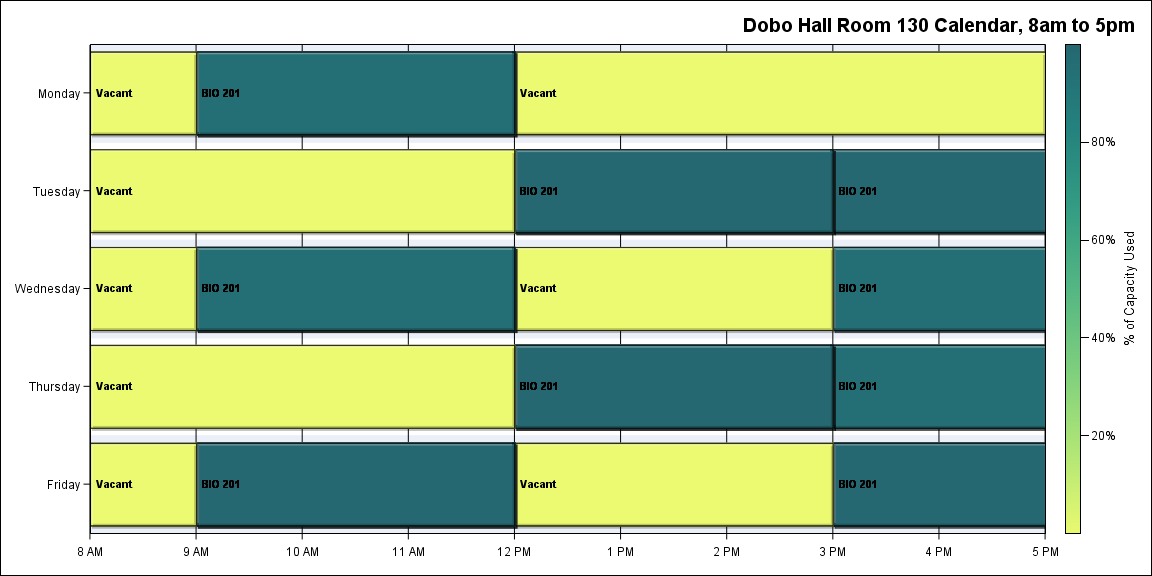 Dobo Hall Room 130 Calendar, 8am to 5pm
Monday Vacant BIO 201 Vacant
Tuesday Vacant BIO 201 BIO 201
Wednesday Vacant BIO 201 Vacant BIO 201
Thursday Vacant BIO 201 BIO 201
Friday Vacant BIO 201 Vacant BIO 201
8 AM 9 AM 10 AM 11 AM 12 PM 1 PM 2 PM 3 PM 4 PM 5 PM
80%
60%
40%
20%
% of Capacity Used